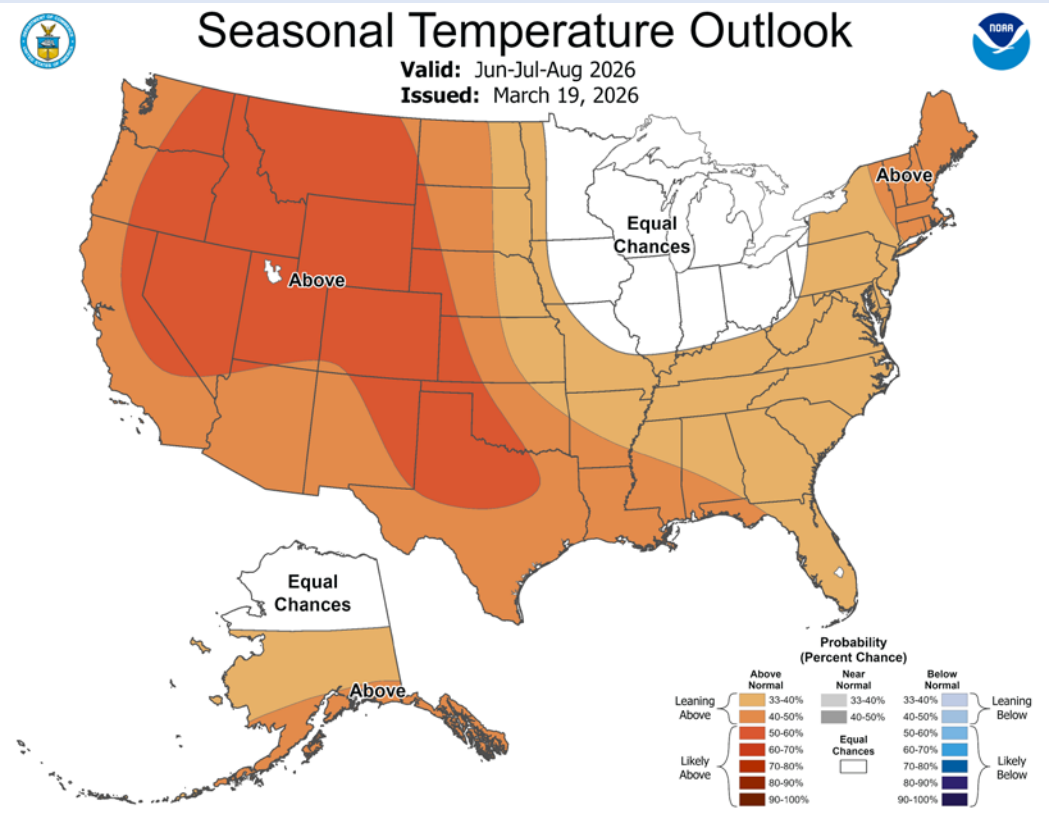 Seasonal Temperature Outlook
NOAA
Valid: Jun-Jul-Aug 2026
Issued: March 19, 2026
Above
Equal
Chances
Above
Equal
Chances
Above
Probability
(Percent Chance)
Above
Normal
Near
Normal
Below
Normal
Leaning
Above
33-40%
33-40%
33-40%
Leaning
Below
40-50%
40-50%
40-50%
50-60%
Equal
Chances
50-60%
60-70%
60-70%
Likely
Above
70-80%
70-80%
Likely
Below
80-90%
80-90%
90-100%
90-100%